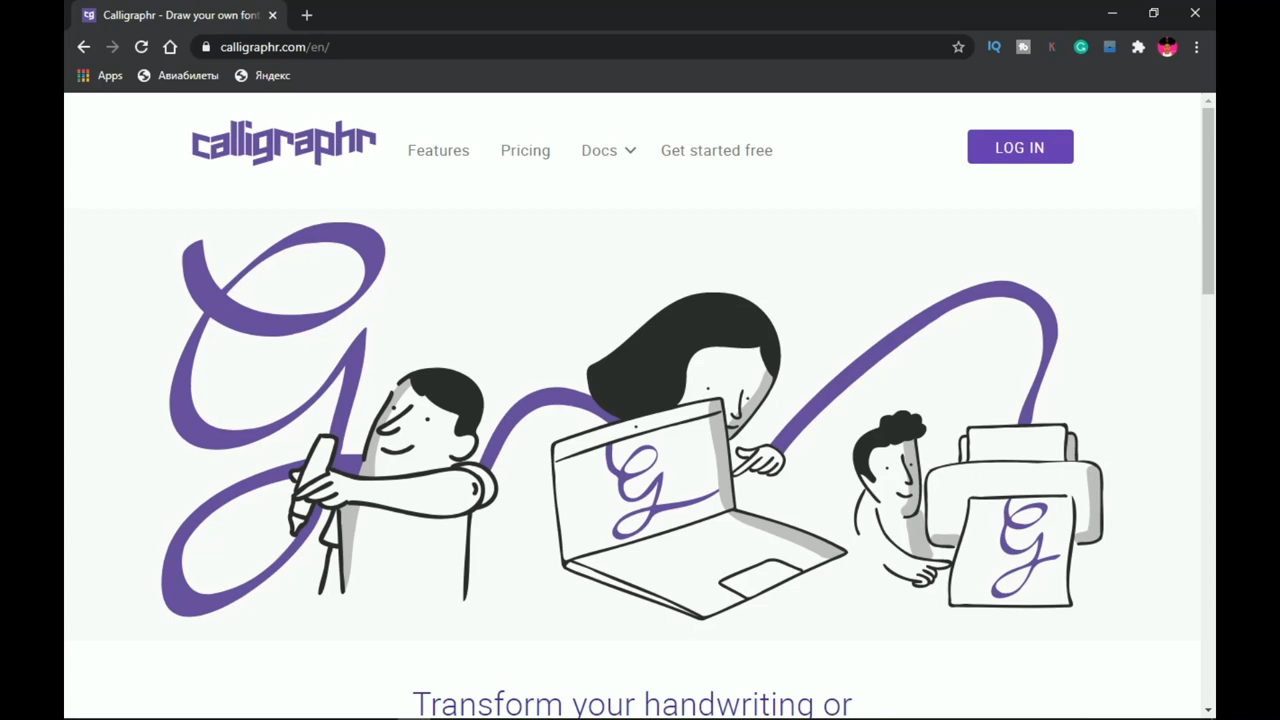 Calligraphr - Draw your own font
calligraphr.com/en/
IQ
K
Apps
Авиабилеты
Яндекс
calligraphr
Features
Pricing
Docs
Get started free
LOG IN
Transform your handwriting or